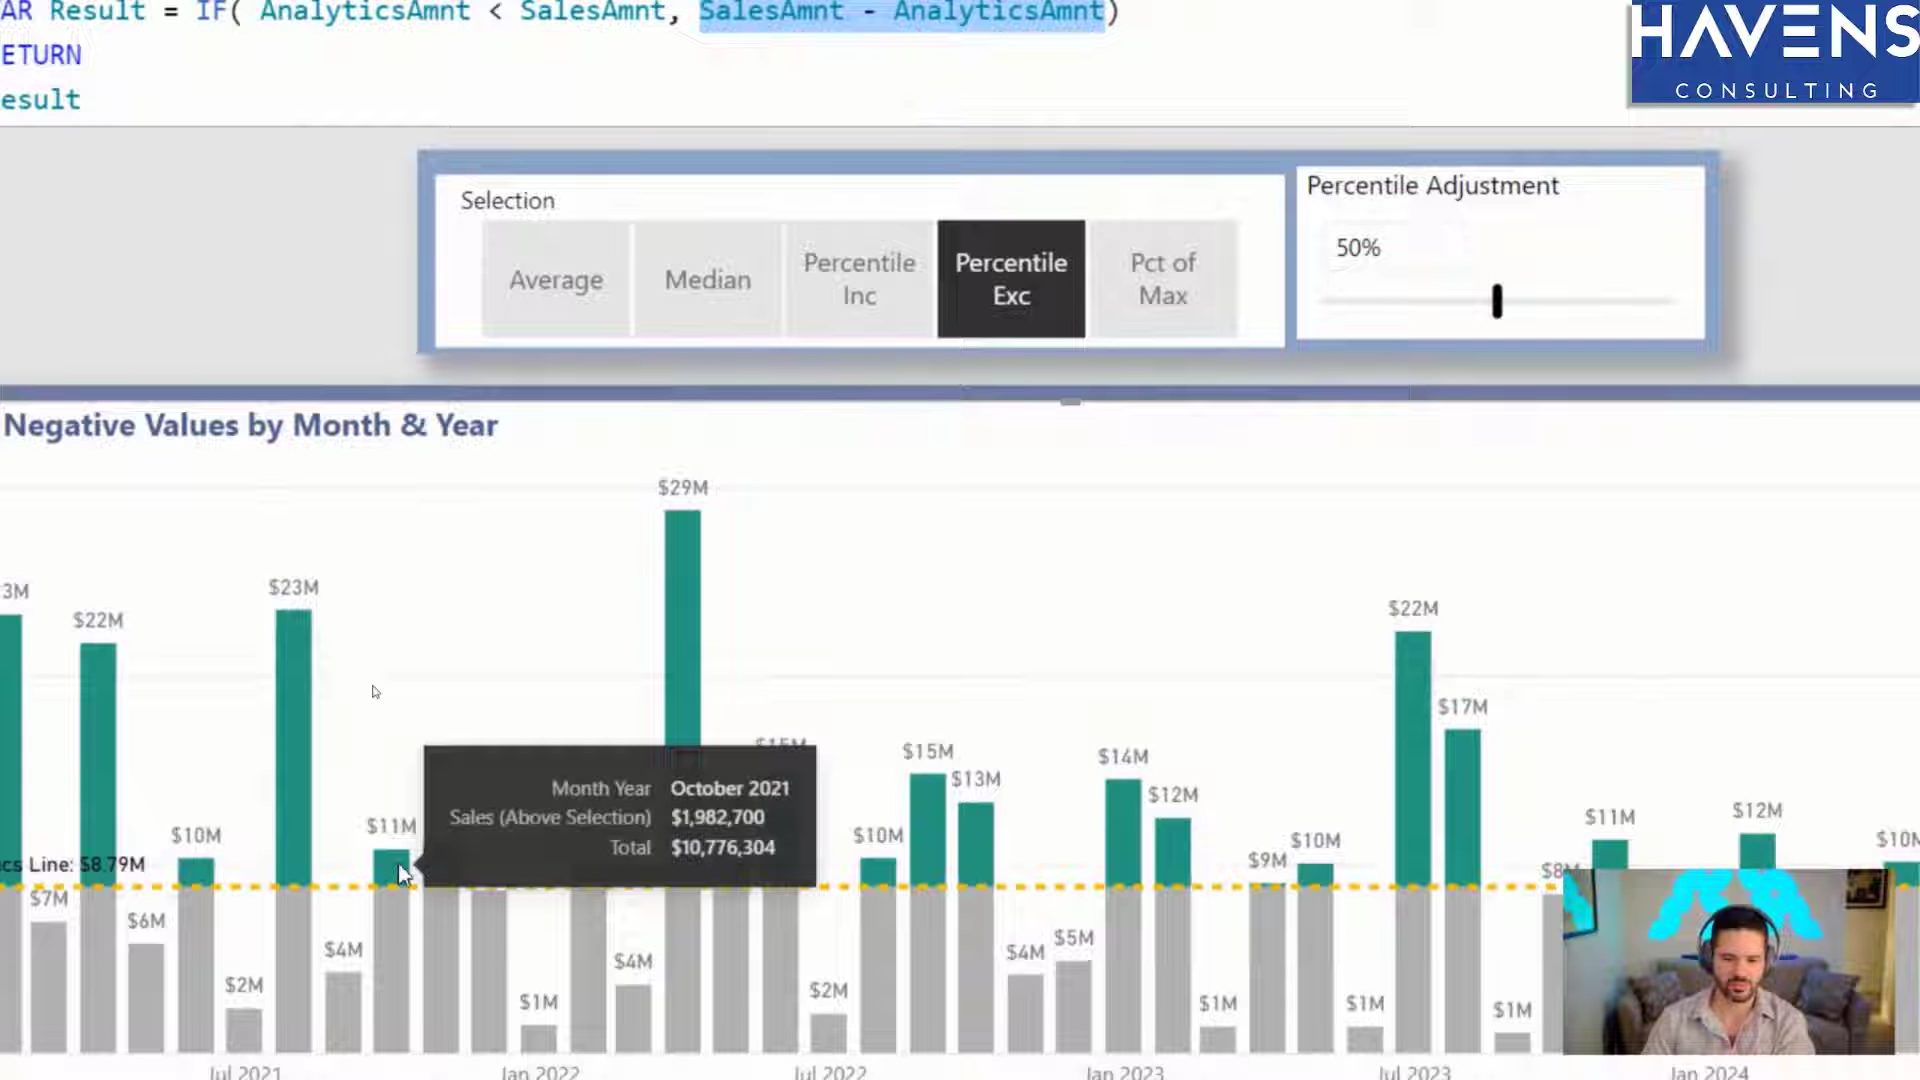 AR Result = IF( AnalyticsAmnt < SalesAmnt, SalesAmnt - AnalyticsAmnt)
ETURN
esult
HAVENS
CONSULTING
Selection
Average
Median
Percentile
Inc
Percentile
Exc
Pct of
Max
Percentile Adjustment
50%
Negative Values by Month & Year
$29M
3M
$22M
$23M
$10M
$11M
$15M
$10M
$15M
$13M
$14M
$12M
$9M
$10M
$22M
$17M
$8M
$11M
$12M
$10M
Month Year October 2021
Sales (Above Selection) $1,982,700
Total $10,776,304
cs Line: $8.79M
$7M
$6M
$2M
$4M
$1M
$4M
$2M
$4M
$5M
$1M
$1M
$1M
Jul 2021
Jan 2022
Jul 2022
Jan 2023
Jul 2023
Jan 2024